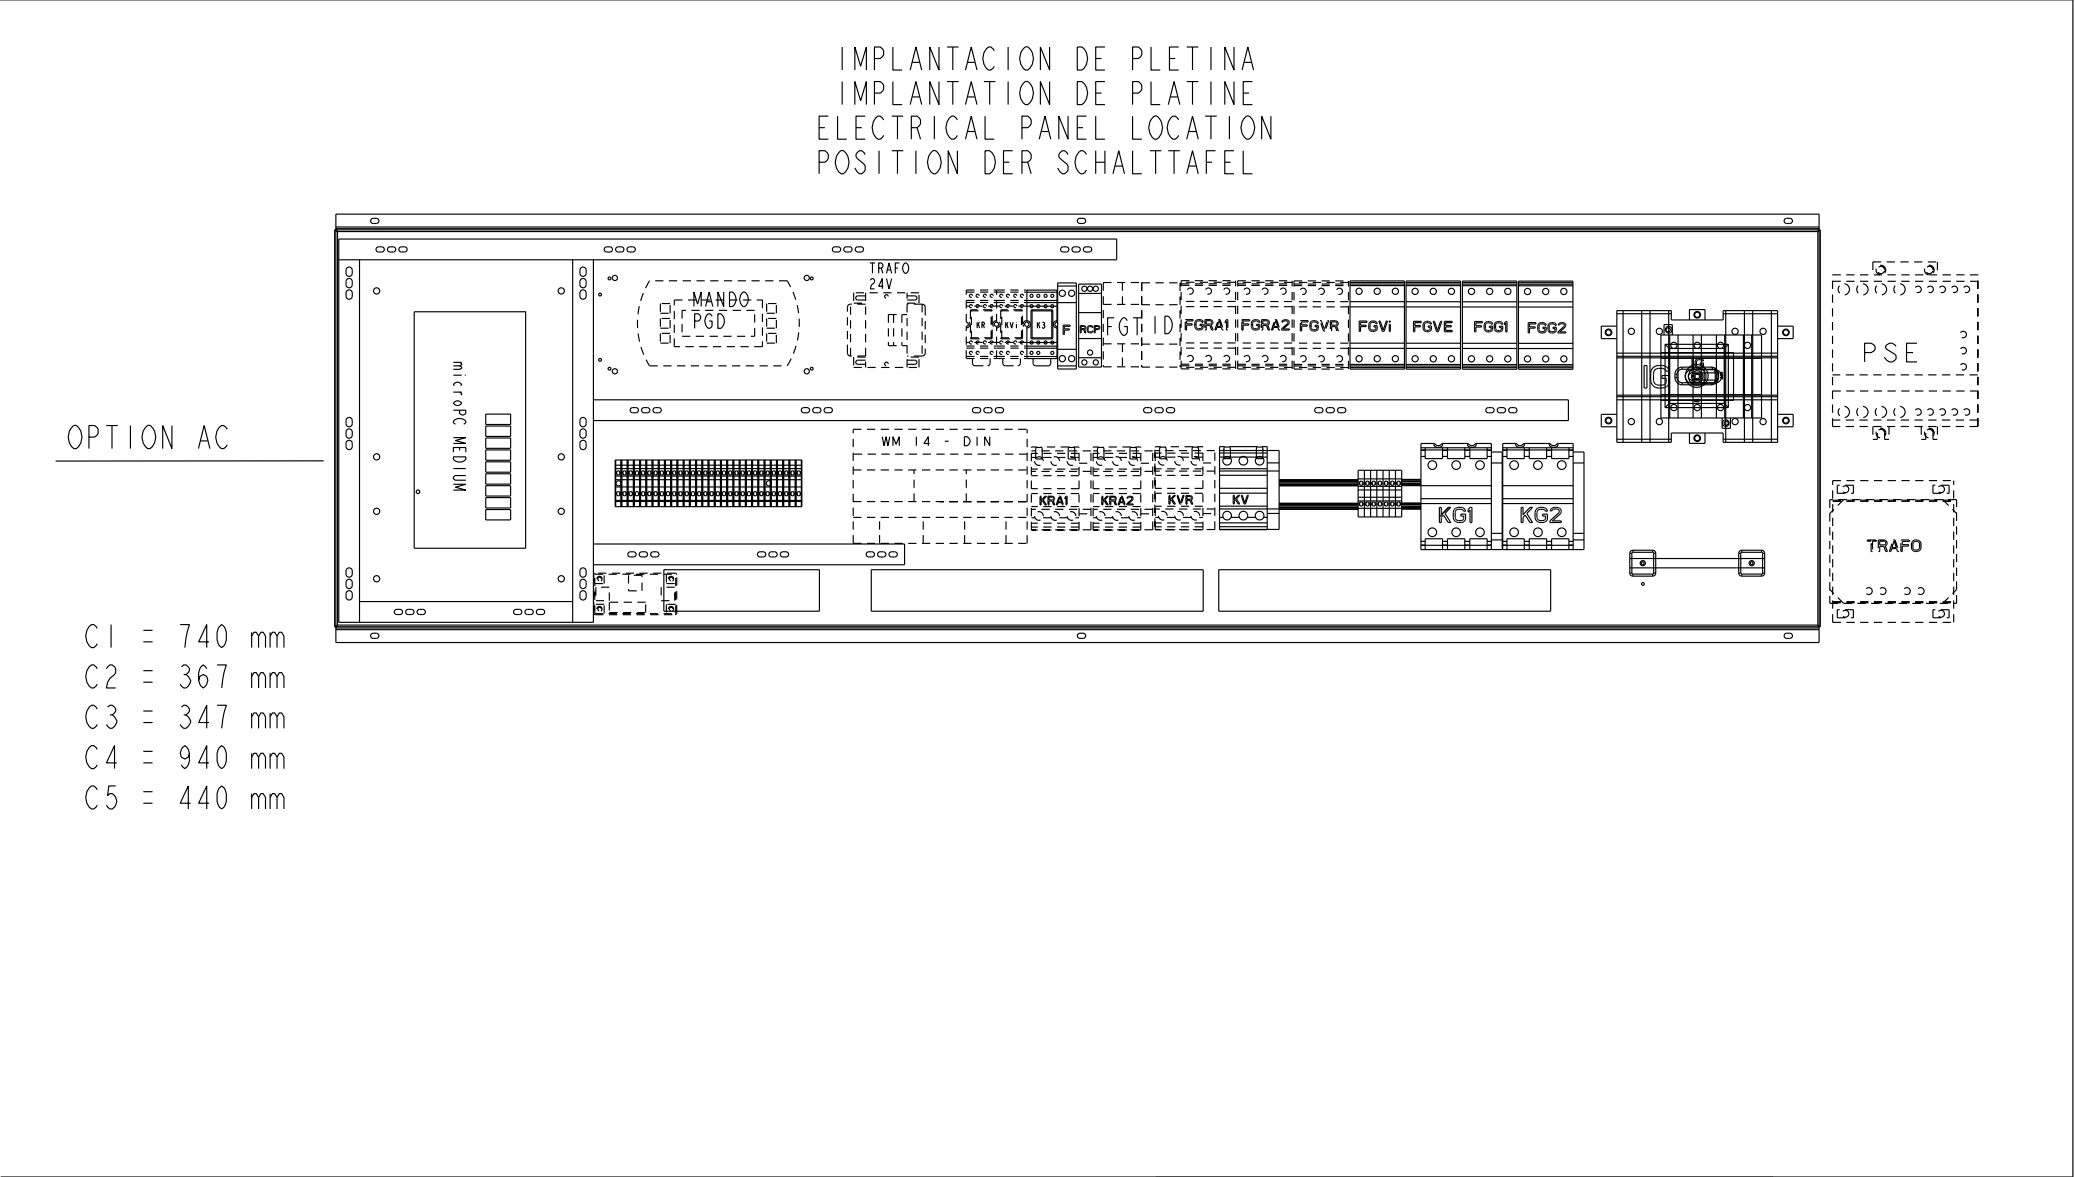 IMPLANTACION DE PLETINA
IMPLANTATION DE PLATINE
ELECTRICAL PANEL LOCATION
POSITION DER SCHALTTAFEL
OPTION AC
C1 = 740 mm
C2 = 367 mm
C3 = 347 mm
C4 = 940 mm
C5 = 440 mm
microPC MEDIUM
MANDO
PGD
TRAFO
24V
KR KVi K3 F RCP FGT ID FGRA1 FGRA2 FGVR FGVi FGVE FGG1 FGG2
IG
PSE
WM 14 - DIN
KRA1 KRA2 KVR KV KG1 KG2
TRAFO